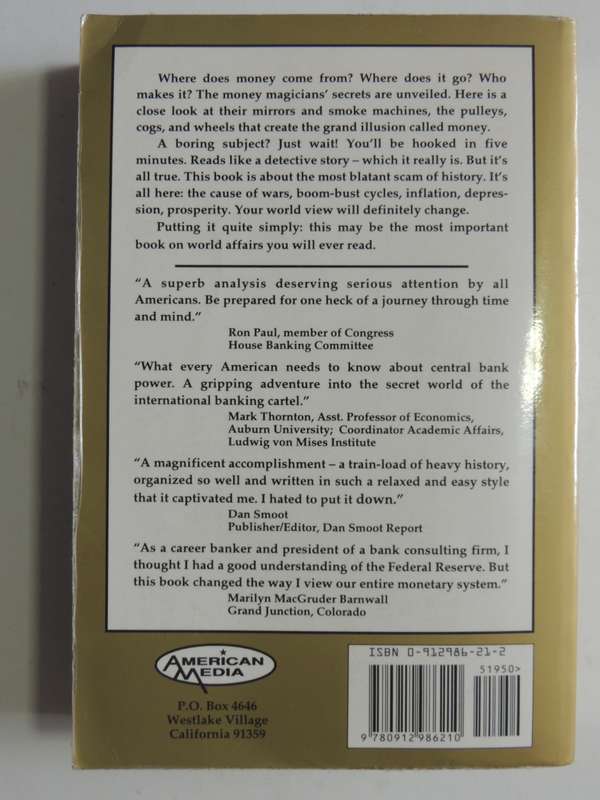 Where does money come from? Where does it go? Who
makes it? The money magicians' secrets are unveiled. Here is a
close look at their mirrors and smoke machines, the pulleys,
cogs, and wheels that create the grand illusion called money.
A boring subject? Just wait! You'll be hooked in five
minutes. Reads like a detective story – which it really is. But it's
all true. This book is about the most blatant scam of history. It's
all here: the cause of wars, boom-bust cycles, inflation, depres-
sion, prosperity. Your world view will definitely change.
Putting it quite simply: this may be the most important
book on world affairs you will ever read.
"A superb analysis deserving serious attention by all
Americans. Be prepared for one heck of a journey through time
and mind."
Ron Paul, member of Congress
House Banking Committee
"What every American needs to know about central bank
power. A gripping adventure into the secret world of the
international banking cartel."
Mark Thornton, Asst. Professor of Economics,
Auburn University; Coordinator Academic Affairs,
Ludwig von Mises Institute
"A magnificent accomplishment – a train-load of heavy history,
organized so well and written in such a relaxed and easy style
that it captivated me. I hated to put it down."
Dan Smoot
Publisher/Editor, Dan Smoot Report
"As a career banker and president of a bank consulting firm, I
thought I had a good understanding of the Federal Reserve. But
this book changed the way I view our entire monetary system."
Marilyn MacGruder Barnwall
Grand Junction, Colorado
AMERICAN
MEDIA
P.O. Box 4646
Westlake Village
California 91359
ISBN 0-912986-21-2
51950>
9 780912 986210